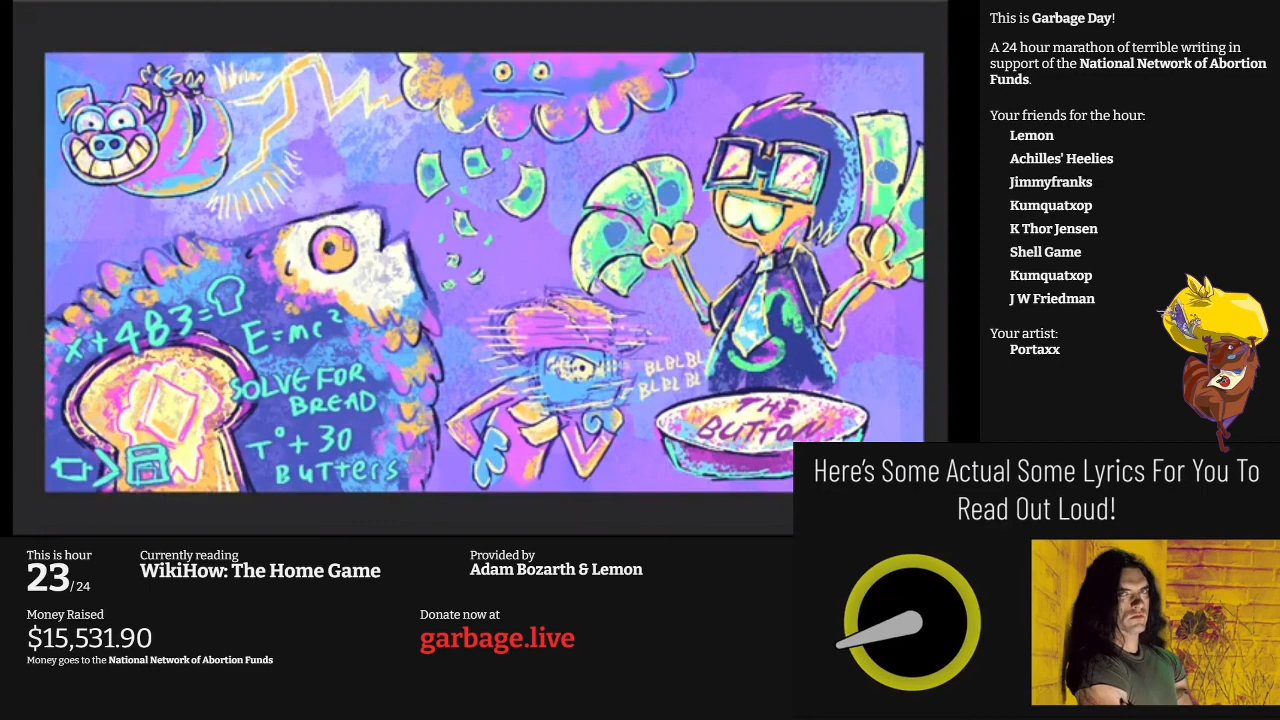 This is Garbage Day!
A 24 hour marathon of terrible writing in
support of the National Network of Abortion
Funds.
Your friends for the hour:
Lemon
Achilles' Heelies
Jimmyfranks
Kumquatxop
K Thor Jensen
Shell Game
Kumquatxop
J W Friedman
Your artist:
Portaxx
x+483=
E=mc²
SOLVE FOR
BREAD
T°+30
BUTTers
BLBLBL
BLBLBL
THE
BUTTON
Here's Some Actual Some Lyrics For You To
Read Out Loud!
This is hour
23/24
Currently reading
WikiHow: The Home Game
Provided by
Adam Bozarth & Lemon
Money Raised
$15,531.90
Money goes to the National Network of Abortion Funds
Donate now at
garbage.live